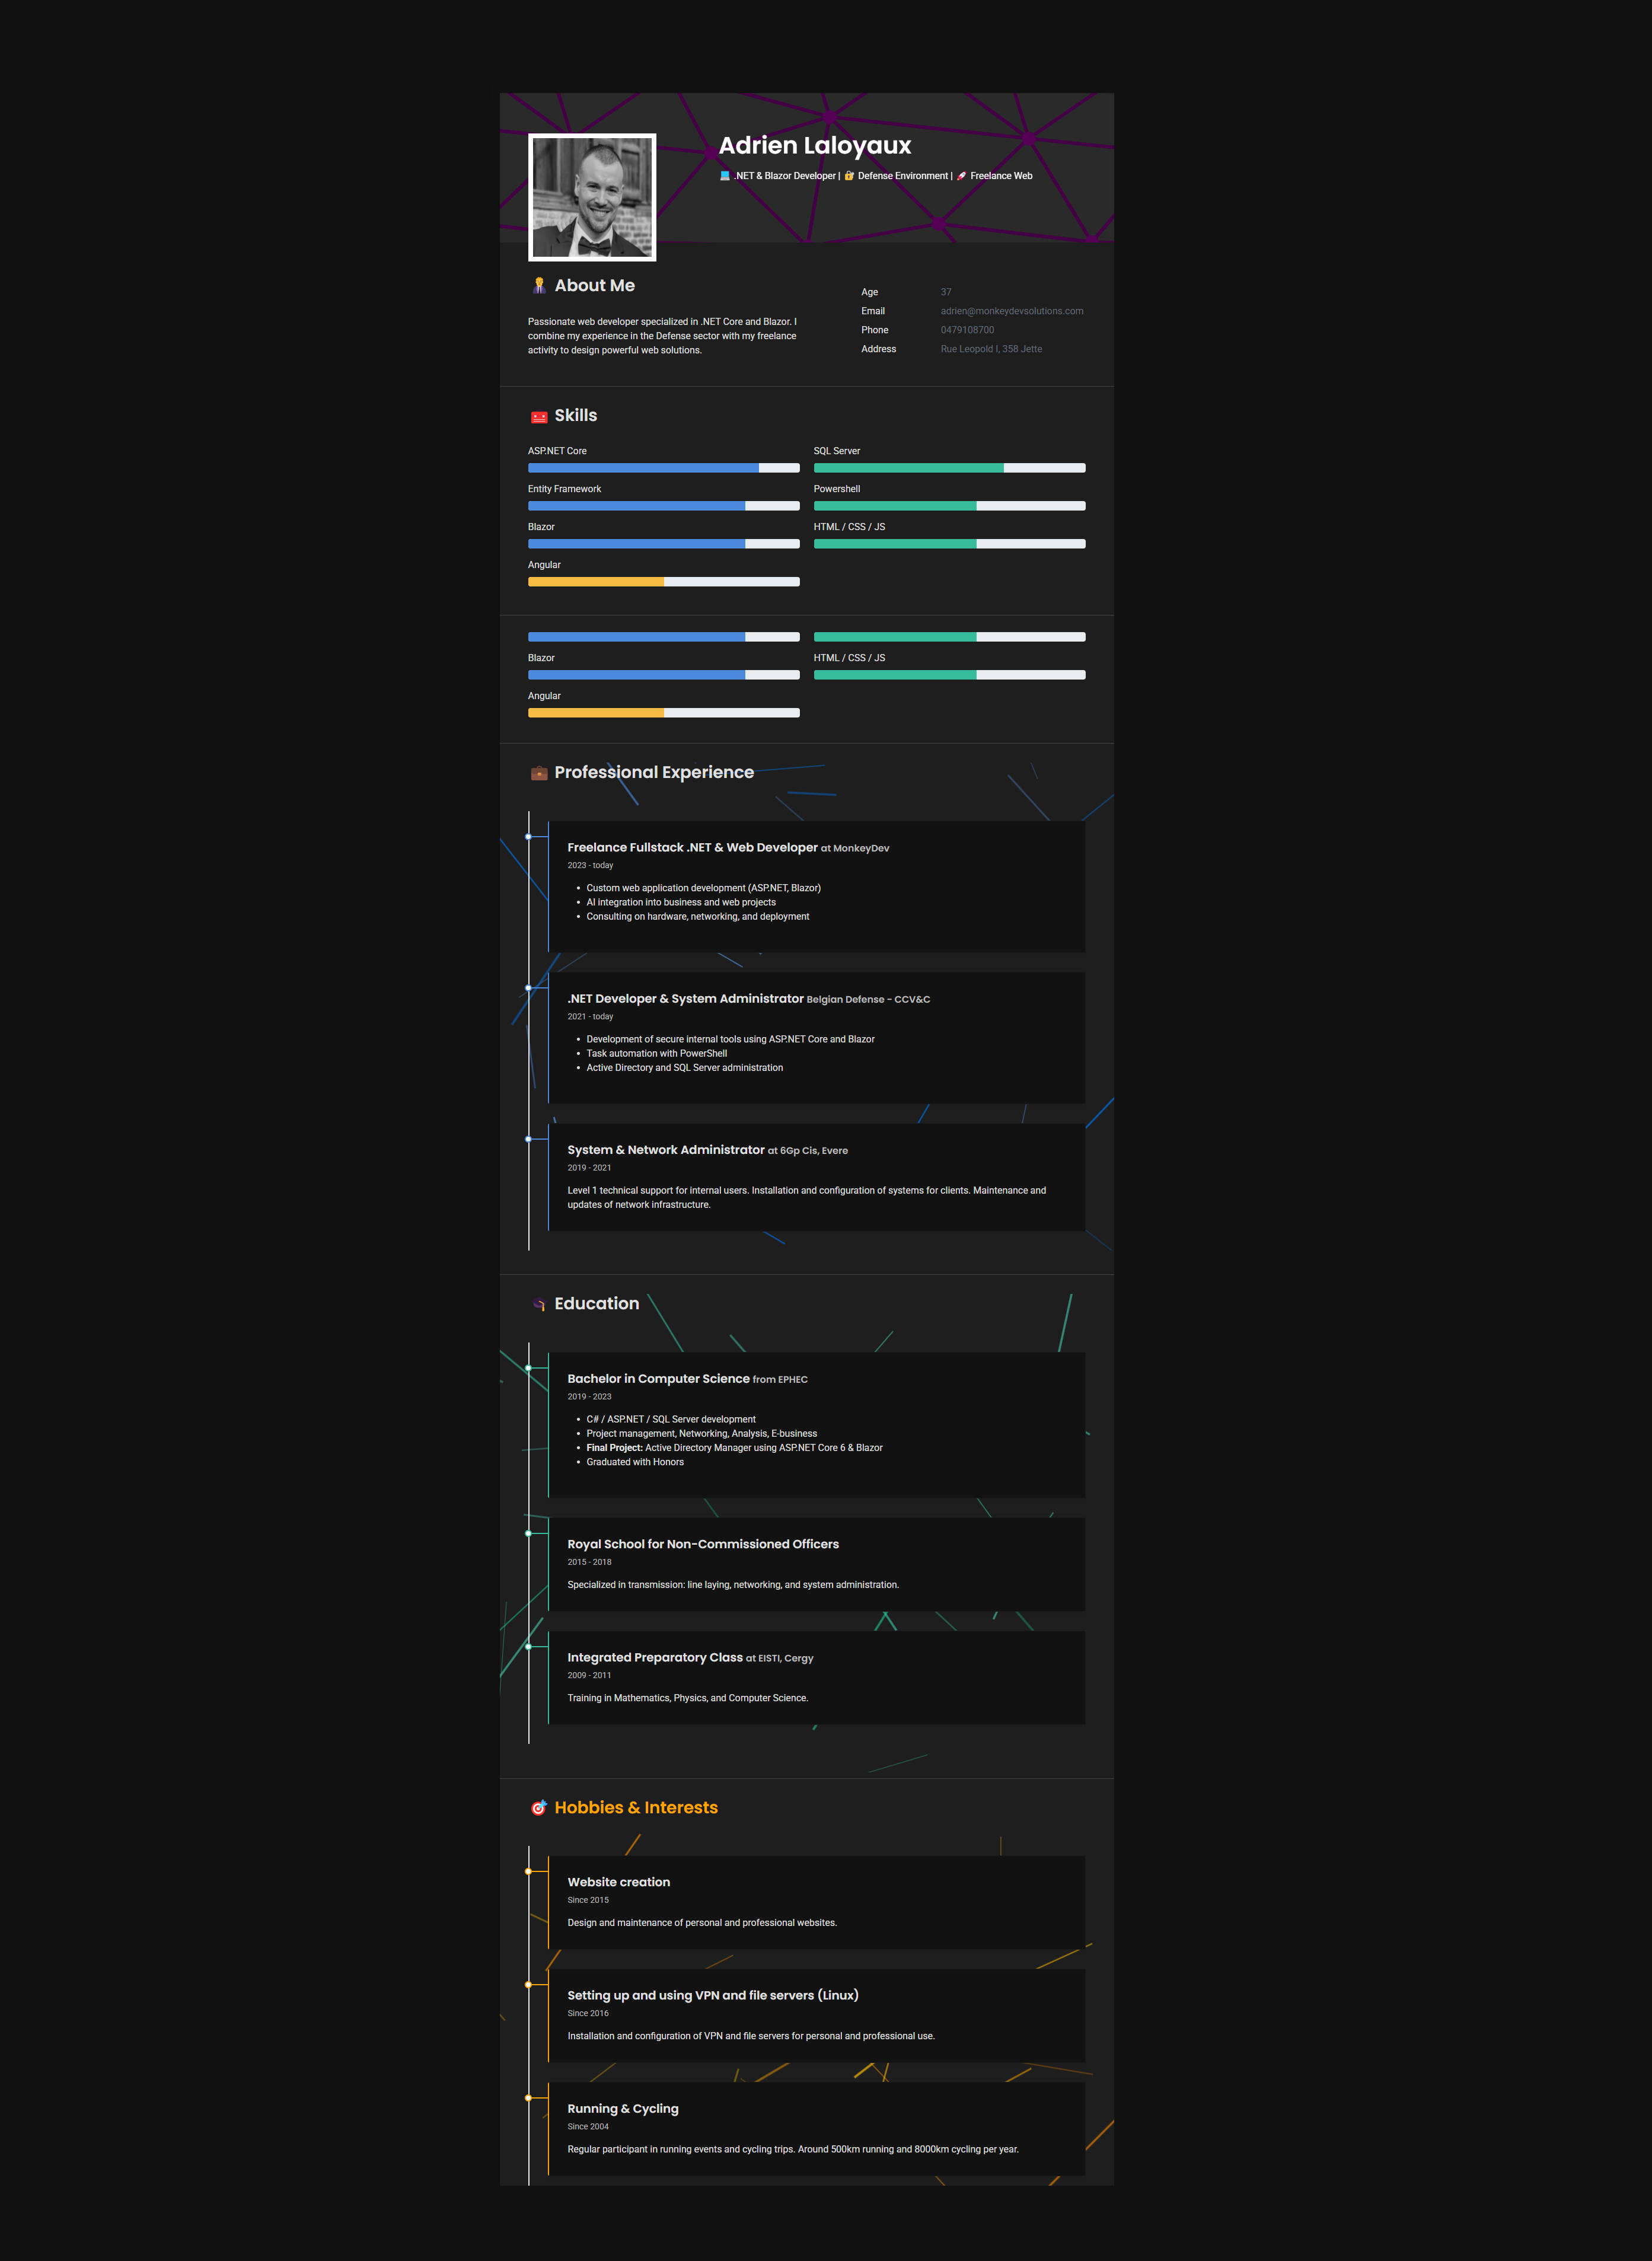 Adrien Laloyaux
💻 .NET & Blazor Developer | 🔐 Defense Environment | 🚀 Freelance Web
About Me
Passionate web developer specialized in .NET Core and Blazor. I
combine my experience in the Defense sector with my freelance
activity to design powerful web solutions.
Age 37
Email adrien@monkeydevsolutions.com
Phone 0479108700
Address Rue Leopold I, 358 Jette
Skills
ASP.NET Core
SQL Server
Entity Framework
Powershell
Blazor
HTML / CSS / JS
Angular
Blazor
HTML / CSS / JS
Angular
Professional Experience
Freelance Fullstack .NET & Web Developer at MonkeyDev
2023 - today
• Custom web application development (ASP.NET, Blazor)
• AI integration into business and web projects
• Consulting on hardware, networking, and deployment
.NET Developer & System Administrator Belgian Defense - CCV&C
2021 - today
• Development of secure internal tools using ASP.NET Core and Blazor
• Task automation with PowerShell
• Active Directory and SQL Server administration
System & Network Administrator at 6Gp Cis, Evere
2019 - 2021
Level 1 technical support for internal users. Installation and configuration of systems for clients. Maintenance and
updates of network infrastructure.
Education
Bachelor in Computer Science from EPHEC
2019 - 2023
• C# / ASP.NET / SQL Server development
• Project management, Networking, Analysis, E-business
• Final Project: Active Directory Manager using ASP.NET Core 6 & Blazor
• Graduated with Honors
Royal School for Non-Commissioned Officers
2015 - 2018
Specialized in transmission: line laying, networking, and system administration.
Integrated Preparatory Class at EISTI, Cergy
2009 - 2011
Training in Mathematics, Physics, and Computer Science.
Hobbies & Interests
Website creation
Since 2015
Design and maintenance of personal and professional websites.
Setting up and using VPN and file servers (Linux)
Since 2016
Installation and configuration of VPN and file servers for personal and professional use.
Running & Cycling
Since 2004
Regular participant in running events and cycling trips. Around 500km running and 8000km cycling per year.